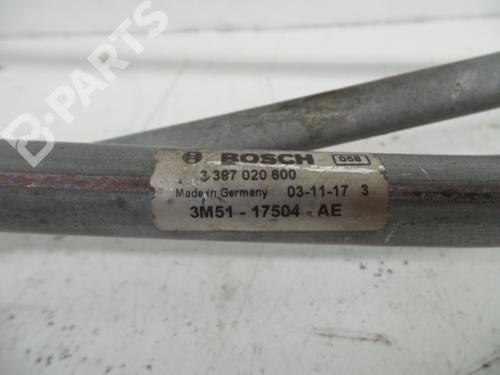 B-PARTS
BOSCH 058
3 397 020 600
Made in Germany 03-11-17 3
3M51 - 17504 - AE